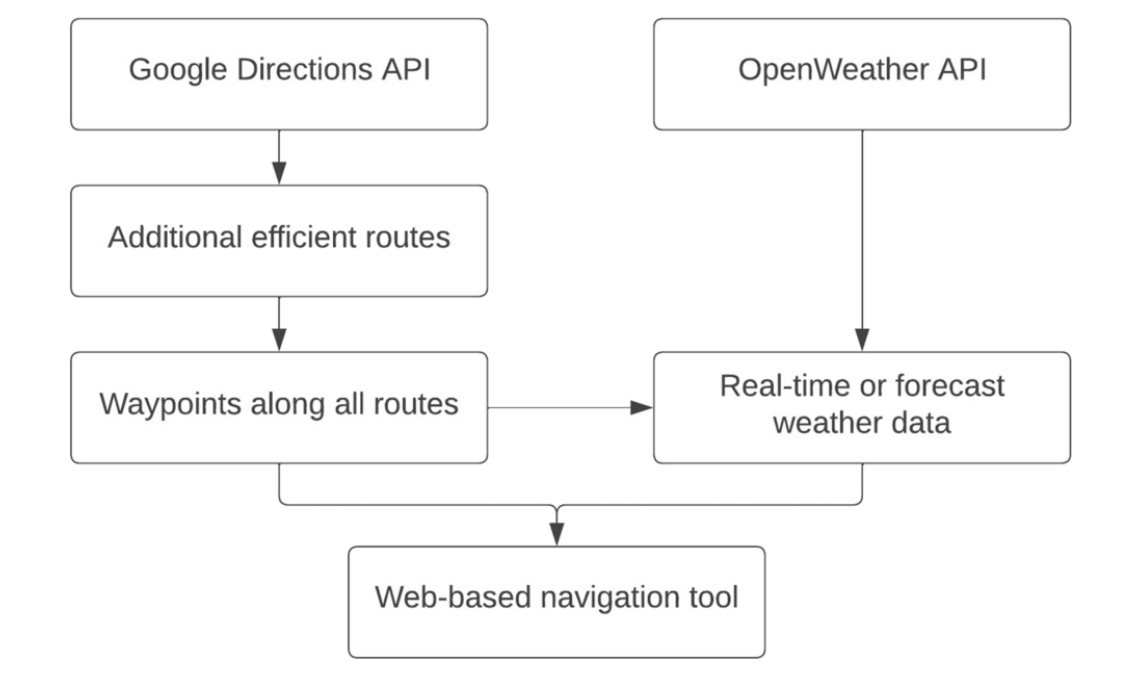 Google Directions API
OpenWeather API
Additional efficient routes
Waypoints along all routes
Real-time or forecast
weather data
Web-based navigation tool